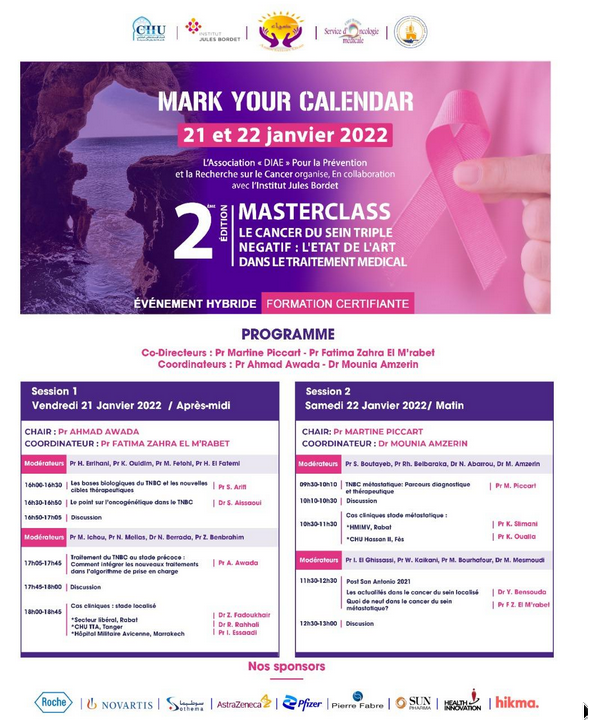 CHU
INSTITUT
JULES BORDET
Service d'Oncologie
médicale
MARK YOUR CALENDAR
21 et 22 janvier 2022
L'Association « DIAE » Pour la Prévention
et la Recherche sur le Cancer organise, En collaboration
avec l'Institut Jules Bordet
2ème ÉDITION
MASTERCLASS
LE CANCER DU SEIN TRIPLE
NEGATIF : L'ETAT DE L'ART
DANS LE TRAITEMENT MEDICAL
ÉVÉNEMENT HYBRIDE FORMATION CERTIFIANTE
PROGRAMME
Co-Directeurs : Pr Martine Piccart - Pr Fatima Zahra El M'rabet
Coordinateurs : Pr Ahmad Awada - Dr Mounia Amzerin
Session 1
Vendredi 21 Janvier 2022 / Après-midi
CHAIR : Pr AHMAD AWADA
COORDINATEUR : Pr FATIMA ZAHRA EL M'RABET
Modérateurs Pr H. Errihani, Pr K. Ouidim, Pr M. Fetohi, Pr H. El Fatemi
16h00-16h30 Les bases biologiques du TNBC et les nouvelles
cibles thérapeutiques Pr S. Arifi
16h30-16h50 Le point sur l'oncogénétique dans le TNBC Dr S. Aissaoui
16h50-17h05 Discussion
Modérateurs Pr M. Ichou, Pr N. Mellas, Dr N. Berrada, Pr Z. Benbrahim
17h05-17h45 Traitement du TNBC au stade précoce :
Comment intégrer les nouveaux traitements
dans l'algorithme de prise en charge Pr A. Awada
17h45-18h00 Discussion
18h00-18h45 Cas cliniques : stade localisé
*Secteur libéral, Rabat Dr Z. Fadoukhair
*CHU TTA, Tanger Dr R. Rahhali
*Hôpital Militaire Avicenne, Marrakech Pr I. Essaadi
Session 2
Samedi 22 Janvier 2022/ Matin
CHAIR: Pr MARTINE PICCART
COORDINATEUR : Dr MOUNIA AMZERIN
Modérateurs Pr S. Boutayeb, Pr Rh. Belbaraka, Dr N. Abarrou, Dr M. Amzerin
09h30-10h10 TNBC métastatique: Parcours diagnostique
et thérapeutique Pr M. Piccart
10h10-10h30 Discussion
10h30-11h30 Cas cliniques stade métastatique :
*HMIMV, Rabat Pr K. Slimani
*CHU Hassan II, Fès Pr K. Oualla
Modérateurs Pr I. El Ghissassi, Pr W. Kaikani, Pr M. Bourhafour, Dr M. Mesmoudi
11h30-12h30 Post San Antonio 2021
Les actualités dans le cancer du sein localisé Dr Y. Bensouda
Quoi de neuf dans le cancer du sein
métastatique? Pr F Z. El M'rabet
12h30-13h00 Discusion
Nos sponsors
Roche NOVARTIS Sothema AstraZeneca Pfizer Pierre Fabre SUN PHARMA HEALTH INNOVATION hikma.